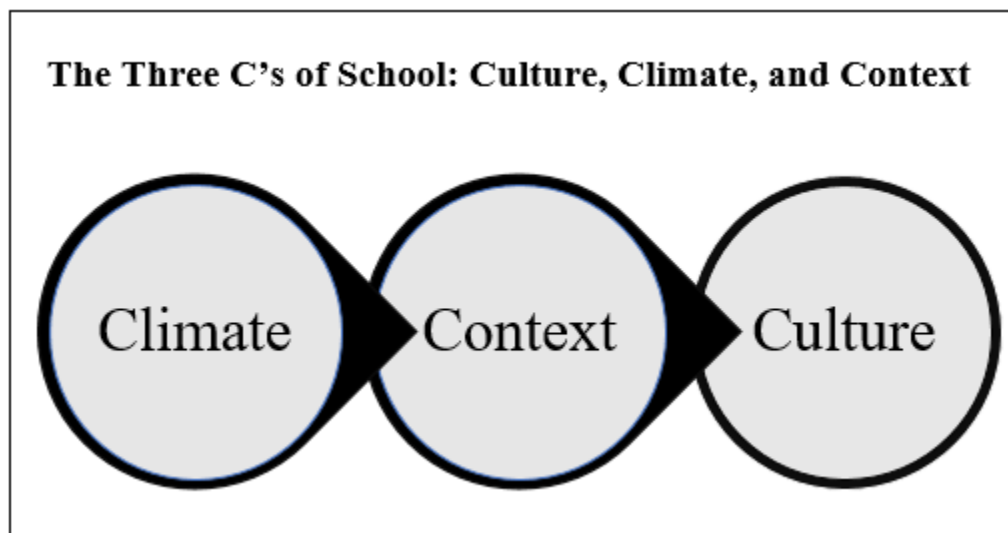 The Three C’s of School: Culture, Climate, and Context
Climate
Context
Culture